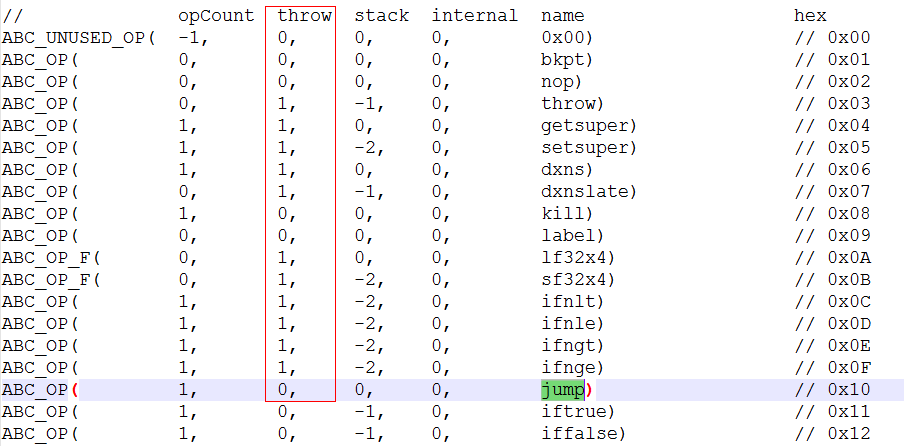 // opCount throw stack internal name hex
ABC_UNUSED_OP( -1, 0, 0, 0, 0x00) // 0x00
ABC_OP( 0, 0, 0, 0, bkpt) // 0x01
ABC_OP( 0, 0, 0, 0, nop) // 0x02
ABC_OP( 0, 1, -1, 0, throw) // 0x03
ABC_OP( 1, 1, 0, 0, getsuper) // 0x04
ABC_OP( 1, 1, -2, 0, setsuper) // 0x05
ABC_OP( 1, 1, 0, 0, dxns) // 0x06
ABC_OP( 0, 1, -1, 0, dxnslate) // 0x07
ABC_OP( 1, 0, 0, 0, kill) // 0x08
ABC_OP( 0, 0, 0, 0, label) // 0x09
ABC_OP_F( 0, 1, 0, 0, lf32x4) // 0x0A
ABC_OP_F( 0, 1, -2, 0, sf32x4) // 0x0B
ABC_OP( 1, 1, -2, 0, ifnlt) // 0x0C
ABC_OP( 1, 1, -2, 0, ifnle) // 0x0D
ABC_OP( 1, 1, -2, 0, ifngt) // 0x0E
ABC_OP( 1, 1, -2, 0, ifnge) // 0x0F
ABC_OP( 1, 0, 0, 0, jump) // 0x10
ABC_OP( 1, 0, -1, 0, iftrue) // 0x11
ABC_OP( 1, 0, -1, 0, iffalse) // 0x12